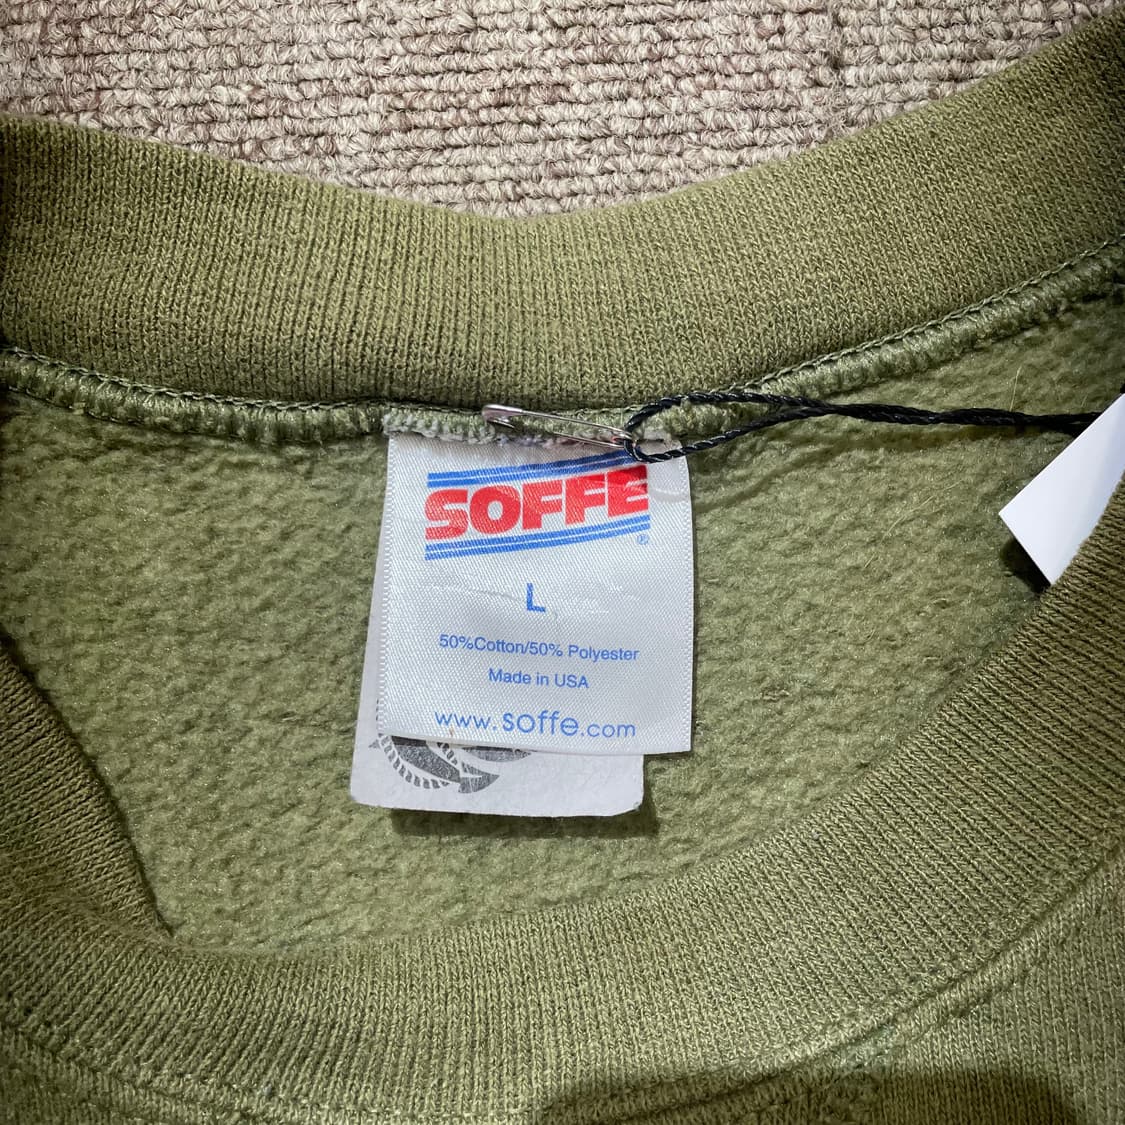 SOFFE
®
L
50%Cotton/50% Polyester
Made in USA
www.soffe.com